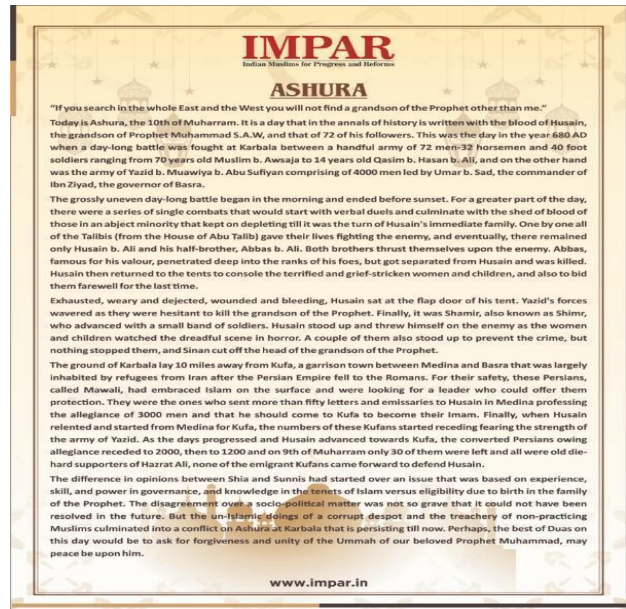 IMPAR
Indian Muslims for Progress and Reforms
ASHURA
"If you search in the whole East and the West you will not find a grandson of the Prophet other than me."
Today is Ashura, the 10th of Muharram. It is a day that in the annals of history is written with the blood of Husain,
the grandson of Prophet Muhammad S.A.W, and that of 72 of his followers. This was the day in the year 680 AD
when a day-long battle was fought at Karbala between a handful army of 72 men-32 horsemen and 40 foot
soldiers ranging from 70 years old Muslim b. Awsaja to 14 years old Qasim b. Hasan b. Ali, and on the other hand
was the army of Yazid b. Muawiya b. Abu Sufiyan comprising of 4000 men led by Umar b. Sad, the commander of
Ibn Ziyad, the governor of Basra.
The grossly uneven day-long battle began in the morning and ended before sunset. For a greater part of the day,
there were a series of single combats that would start with verbal duels and culminate with the shed of blood of
those in an abject minority that kept on depleting till it was the turn of Husain's immediate family. One by one all
of the Talibis (from the House of Abu Talib) gave their lives fighting the enemy, and eventually, there remained
only Husain b. Ali and his half-brother, Abbas b. Ali. Both brothers thrust themselves upon the enemy. Abbas,
famous for his valour, penetrated deep into the ranks of his foes, but got separated from Husain and was killed.
Husain then returned to the tents to console the terrified and grief-stricken women and children, and also to bid
them farewell for the last time.
Exhausted, weary and dejected, wounded and bleeding, Husain sat at the flap door of his tent. Yazid's forces
wavered as they were hesitant to kill the grandson of the Prophet. Finally, it was Shamir, also known as Shimr,
who advanced with a small band of soldiers. Husain stood up and threw himself on the enemy as the women
and children watched the dreadful scene in horror. A couple of them also stood up to prevent the crime, but
nothing stopped them, and Sinan cut off the head of the grandson of the Prophet.
The ground of Karbala lay 10 miles away from Kufa, a garrison town between Medina and Basra that was largely
inhabited by refugees from Iran after the Persian Empire fell to the Romans. For their safety, these Persians,
called Mawali, had embraced Islam on the surface and were looking for a leader who could offer them
protection. They were the ones who sent more than fifty letters and emissaries to Husain in Medina professing
the allegiance of 3000 men and that he should come to Kufa to become their Imam. Finally, when Husain
relented and started from Medina for Kufa, the numbers of these Kufans started receding fearing the strength of
the army of Yazid. As the days progressed and Husain advanced towards Kufa, the converted Persians owing
allegiance receded to 2000, then to 1200 and on 9th of Muharram only 30 of them were left and all were old die-
hard supporters of Hazrat Ali, none of the emigrant Kufans came forward to defend Husain.
The difference in opinions between Shia and Sunnis had started over an issue that was based on experience,
skill, and power in governance, and knowledge in the tenets of Islam versus eligibility due to birth in the family
of the Prophet. The disagreement over a socio-political matter was not so grave that it could not have been
resolved in the future. But the un-Islamic doings of a corrupt despot and the treachery of non-practicing
Muslims culminated into a conflict on Ashura at Karbala that is persisting till now. Perhaps, the best of Duas on
this day would be to ask for forgiveness and unity of the Ummah of our beloved Prophet Muhammad, may
peace be upon him.
www.impar.in